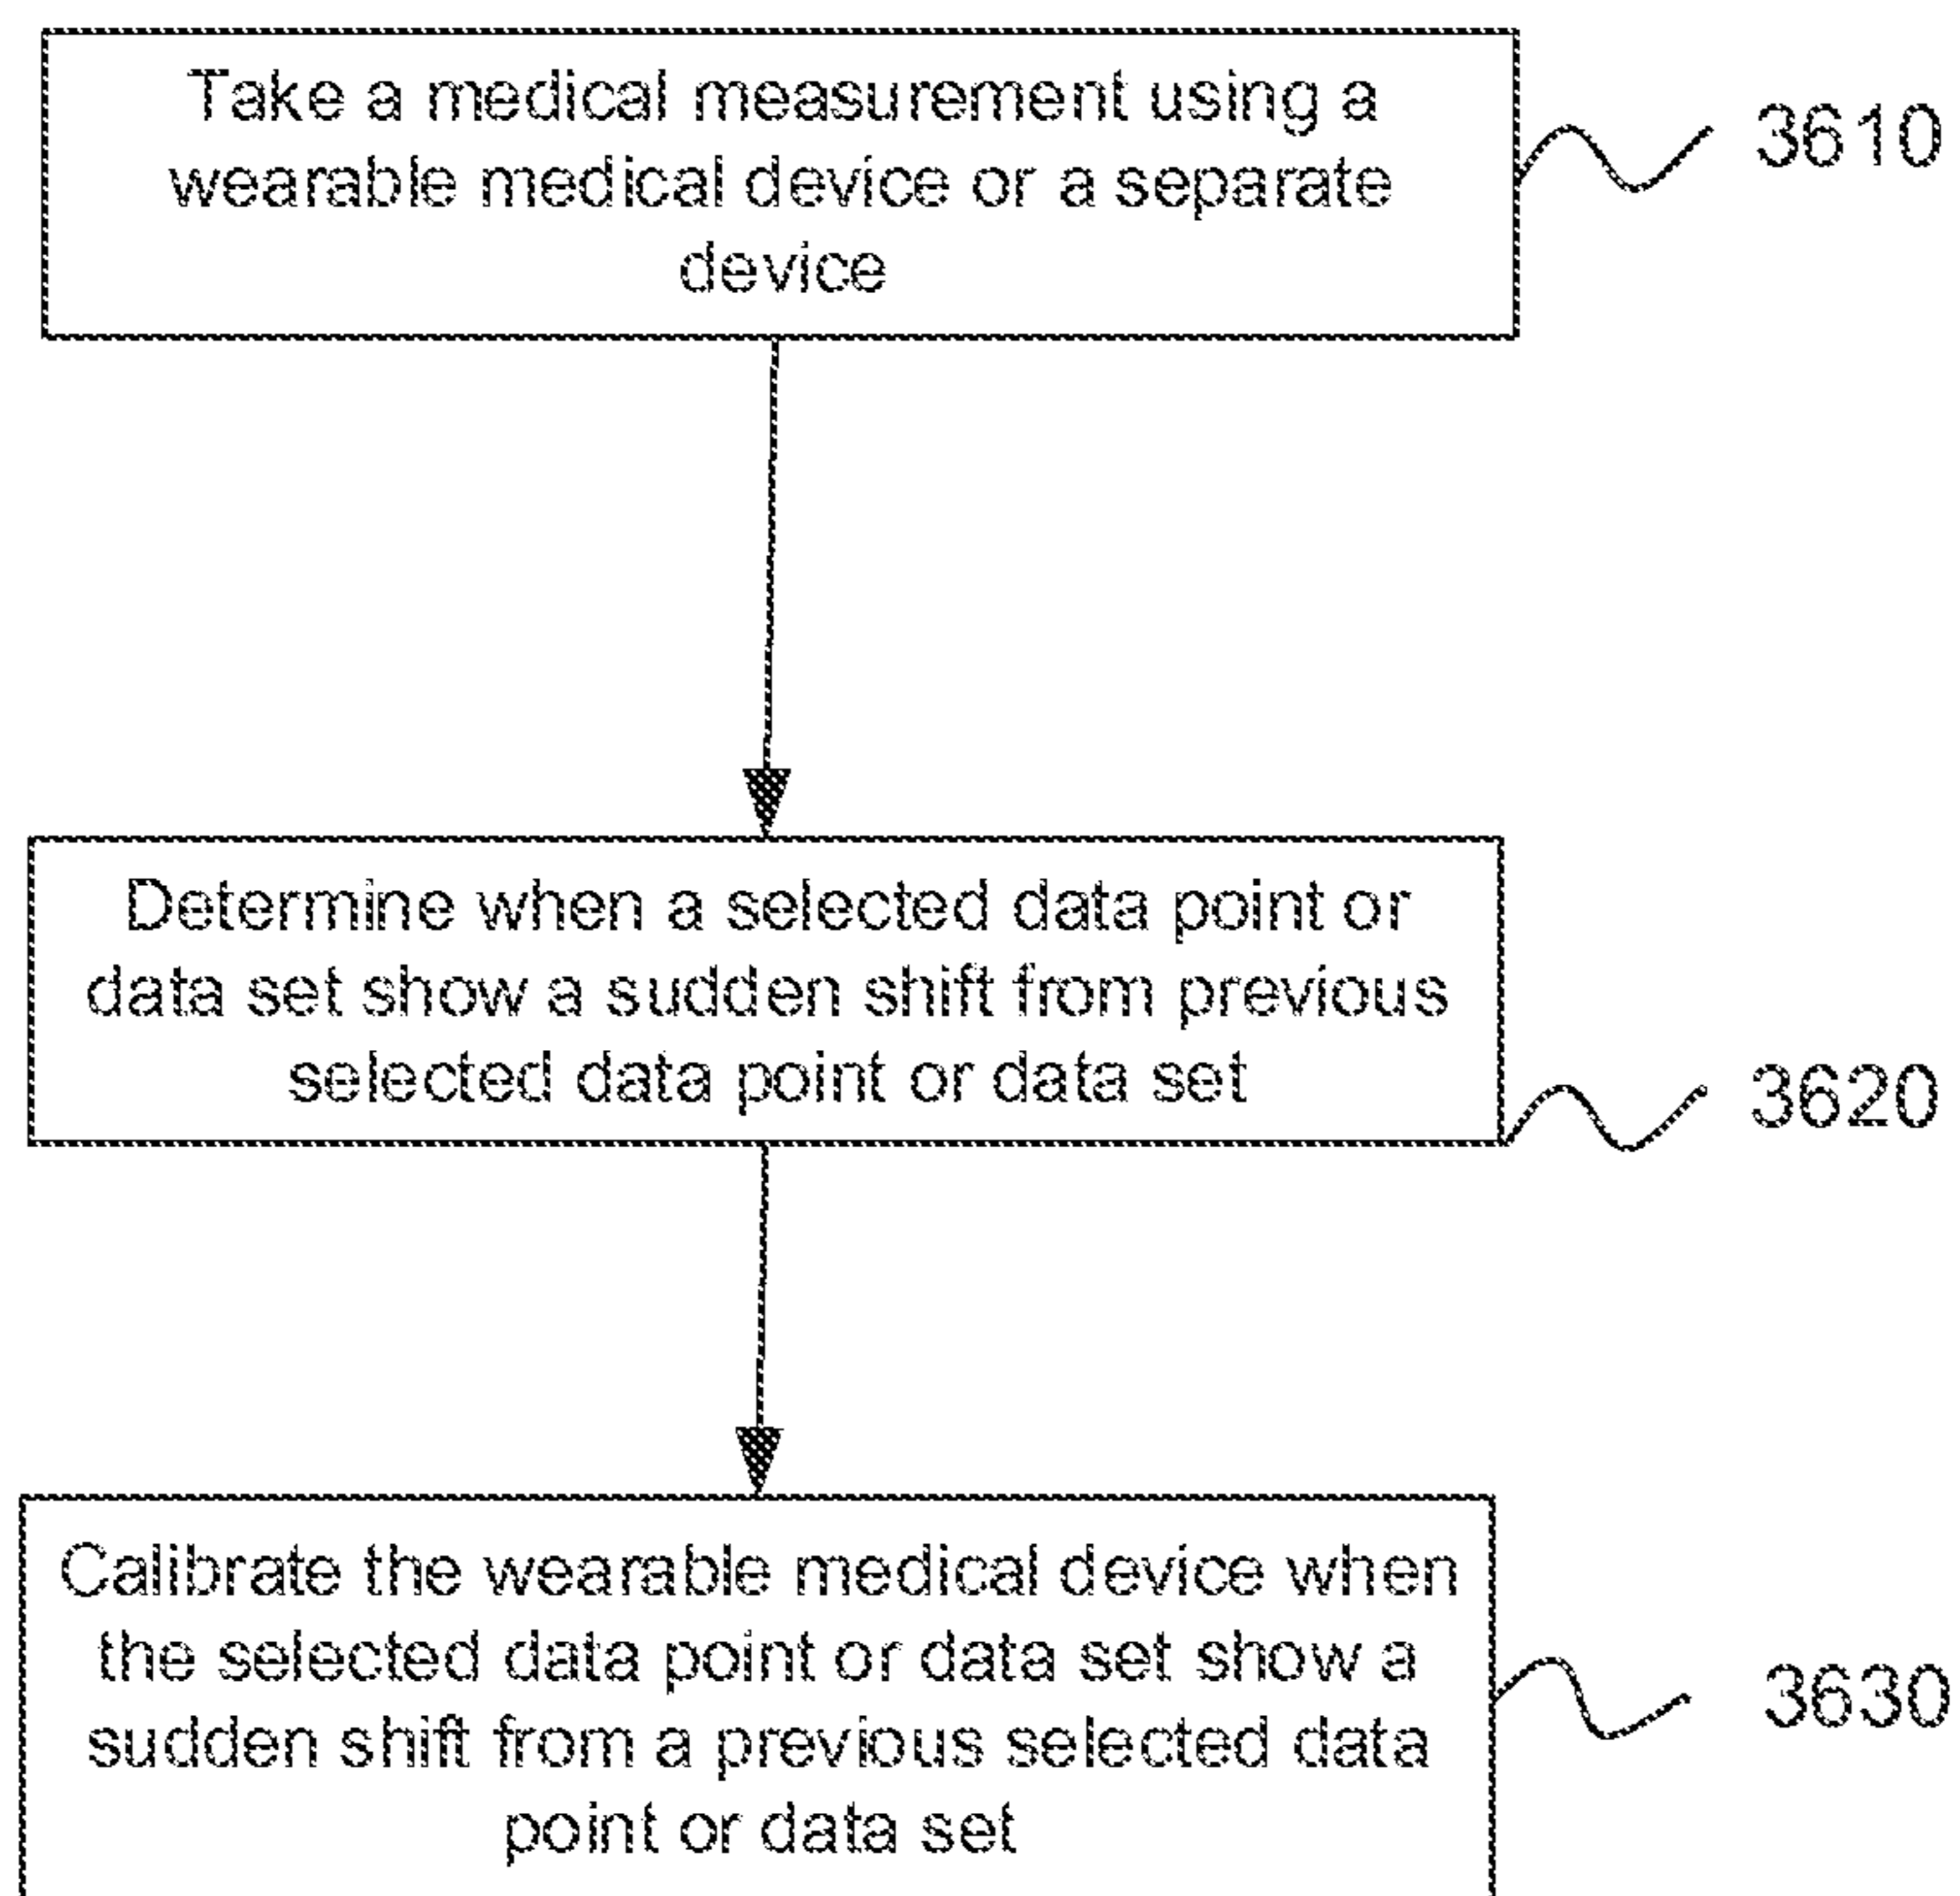 Take a medical measurement using a
wearable medical device or a separate
device
3610
Determine when a selected data point or
data set show a sudden shift from previous
selected data point or data set
3620
Calibrate the wearable medical device when
the selected data point or data set show a
sudden shift from a previous selected data
point or data set
3630